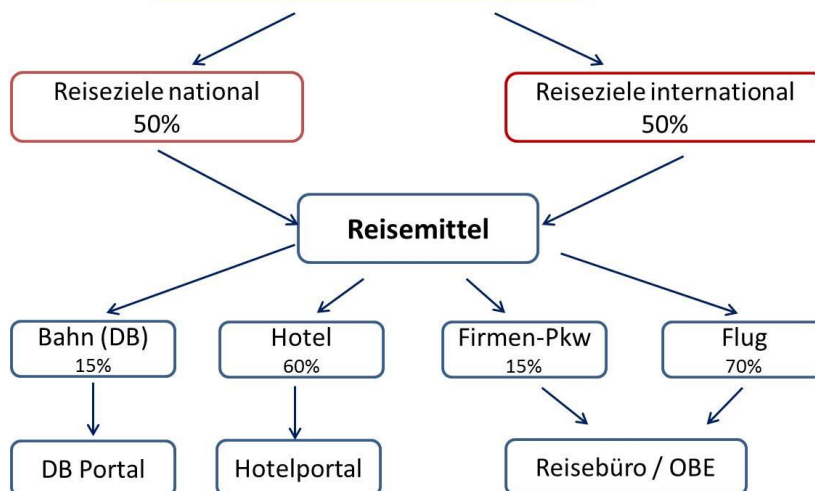 Reiseziele national
50%
Reiseziele international
50%
Reisemittel
Bahn (DB)
15%
Hotel
60%
Firmen-Pkw
15%
Flug
70%
DB Portal
Hotelportal
Reisebüro / OBE